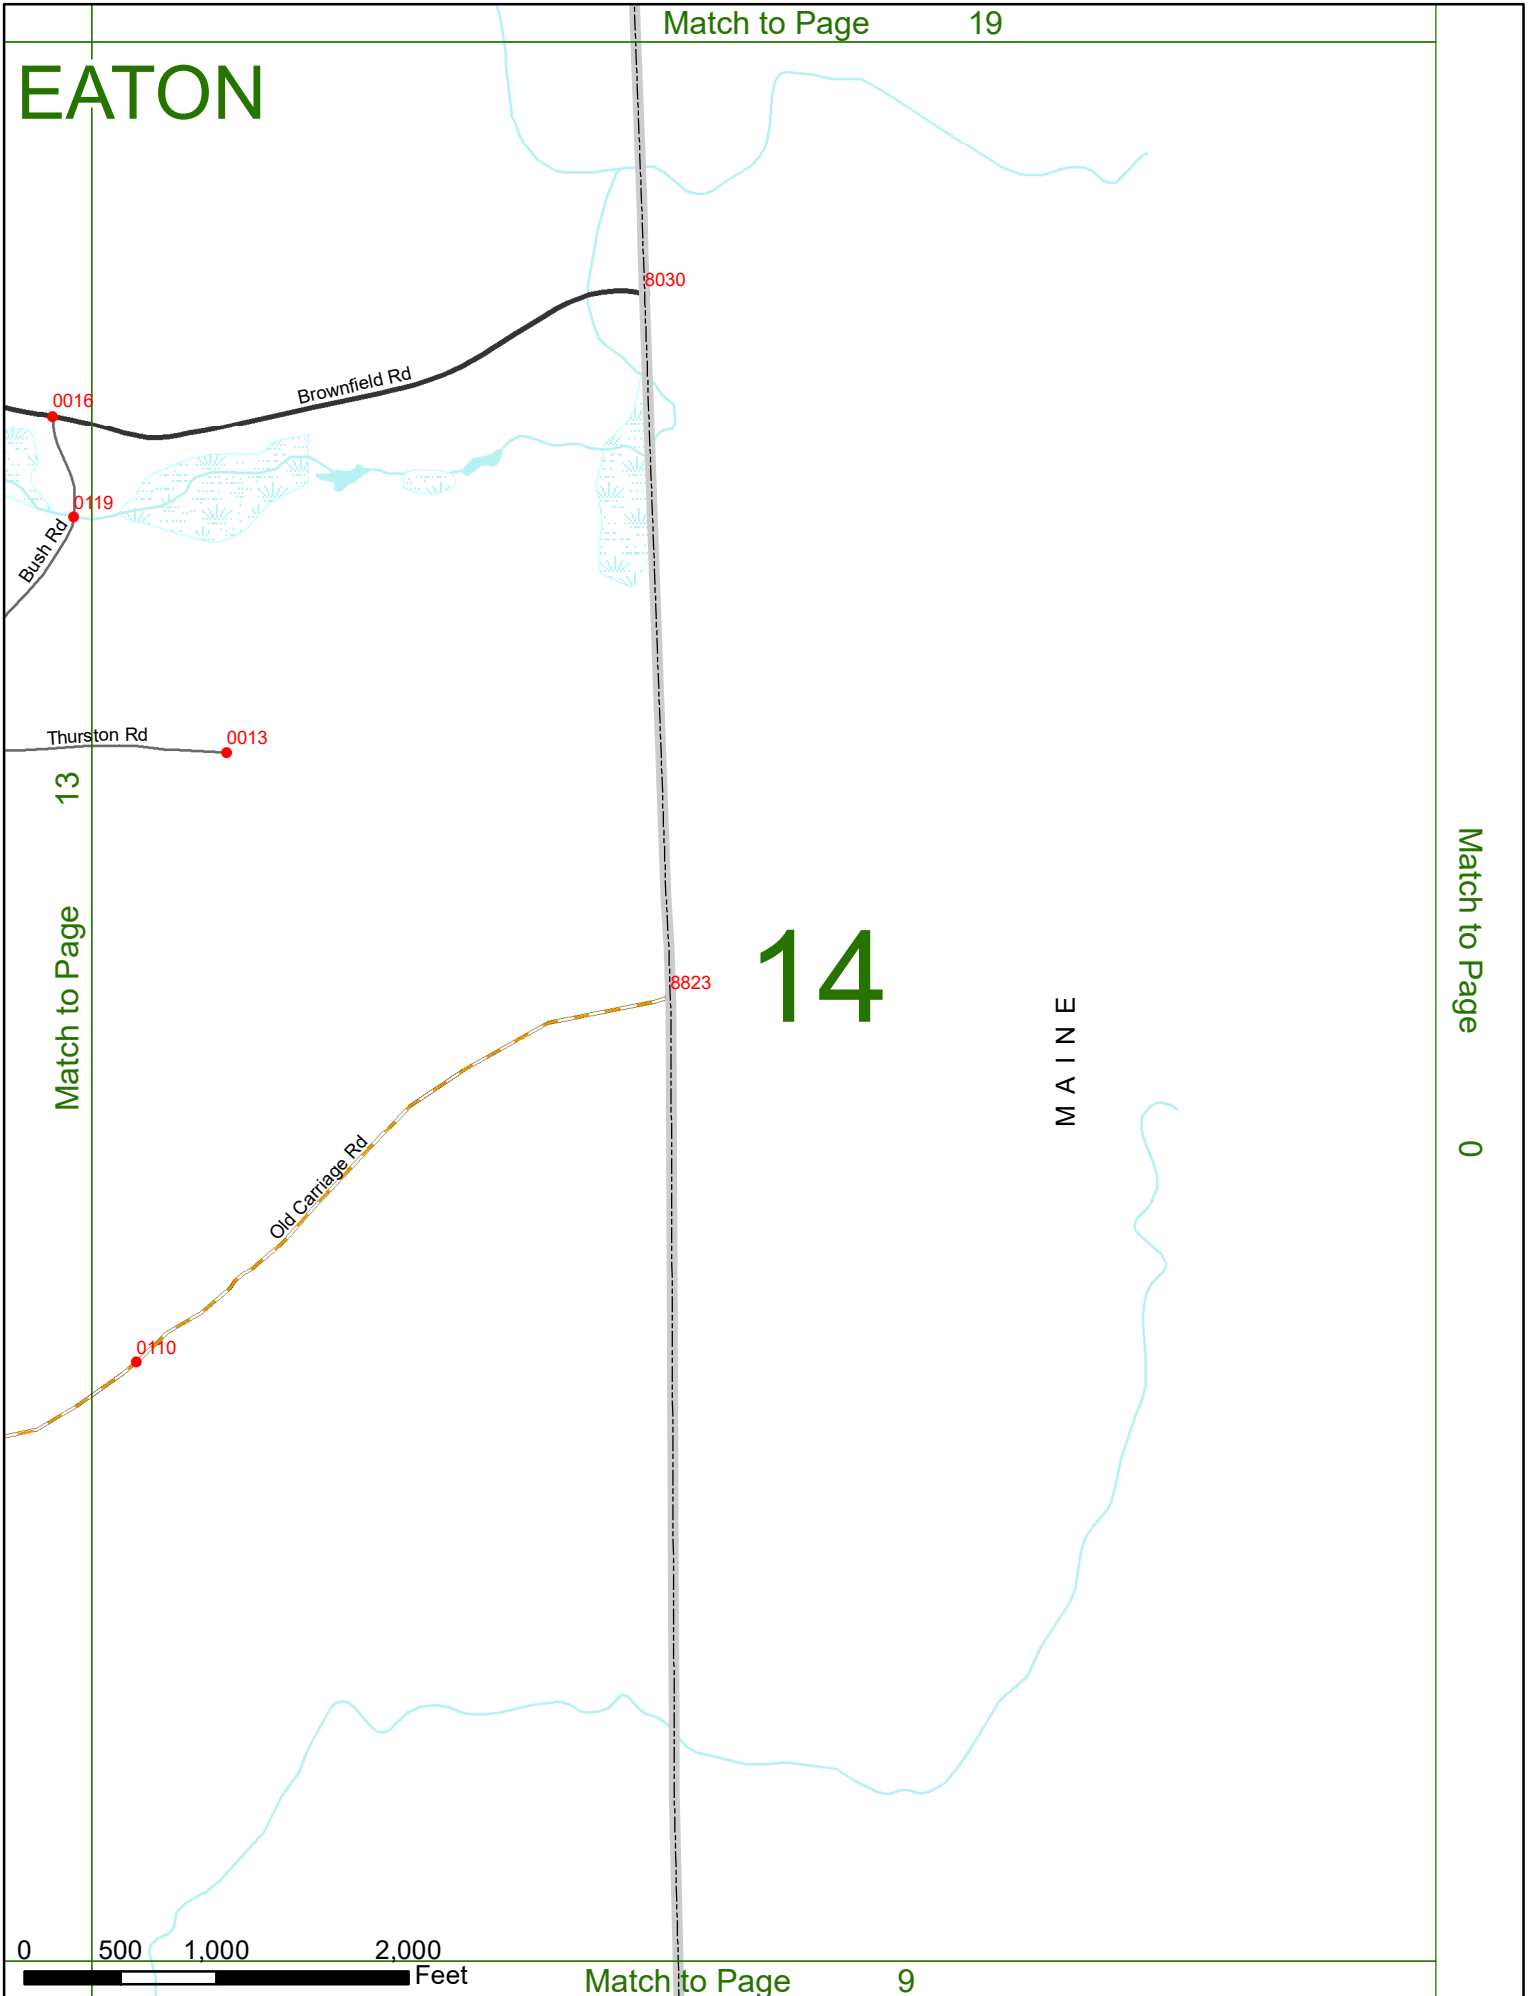 Match to Page 19
EATON
8030
Brownfield Rd
0016
0119
Bush Rd
Thurston Rd
0013
Match to Page 13
14
MAINE
Match to Page 0
8823
Old Carriage Rd
0110
0 500 1,000 2,000
Feet
Match to Page 9